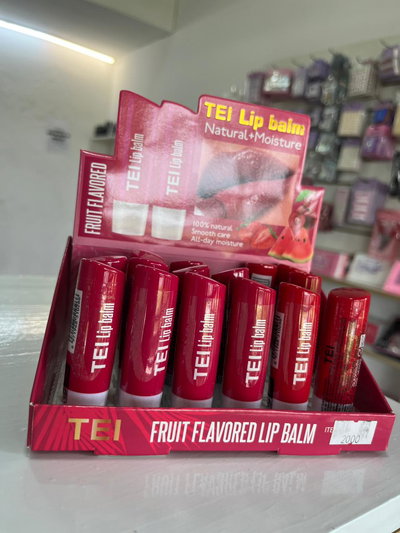 TEI Lip balm
Natural+Moisture
FRUIT FLAVORED
TEI Lip balm
TEI Lip balm
100% natural
Smooth care
All-day moisture
TEI Lip balm
TEI Lip balm
TEI Lip balm
TEI Lip balm
TEI Lip balm
TEI
TEI
FRUIT FLAVORED LIP BALM
ITE
2000